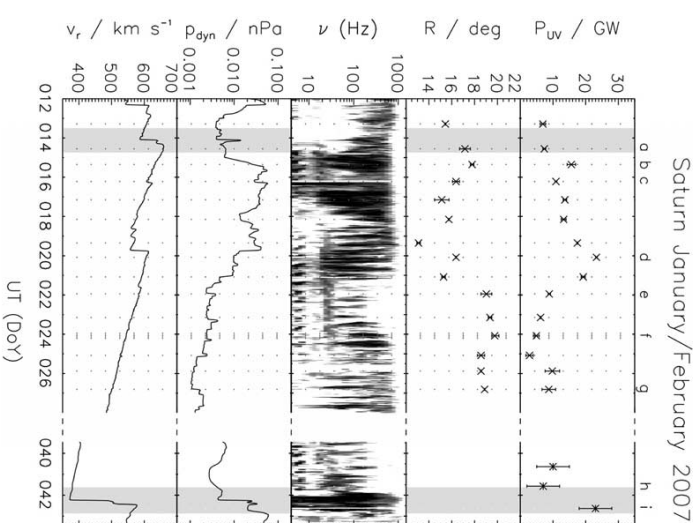 Saturn January/February 2007
P_UV / GW
10 20 30
a b c d e f g h i
R / deg
14 16 18 20 22
ν (Hz)
10 100 1000
p_dyn / nPa
0.001 0.010 0.100
v_r / km s⁻¹
400 500 600 700
012 014 016 018 020 022 024 026 040 042
UT (DoY)